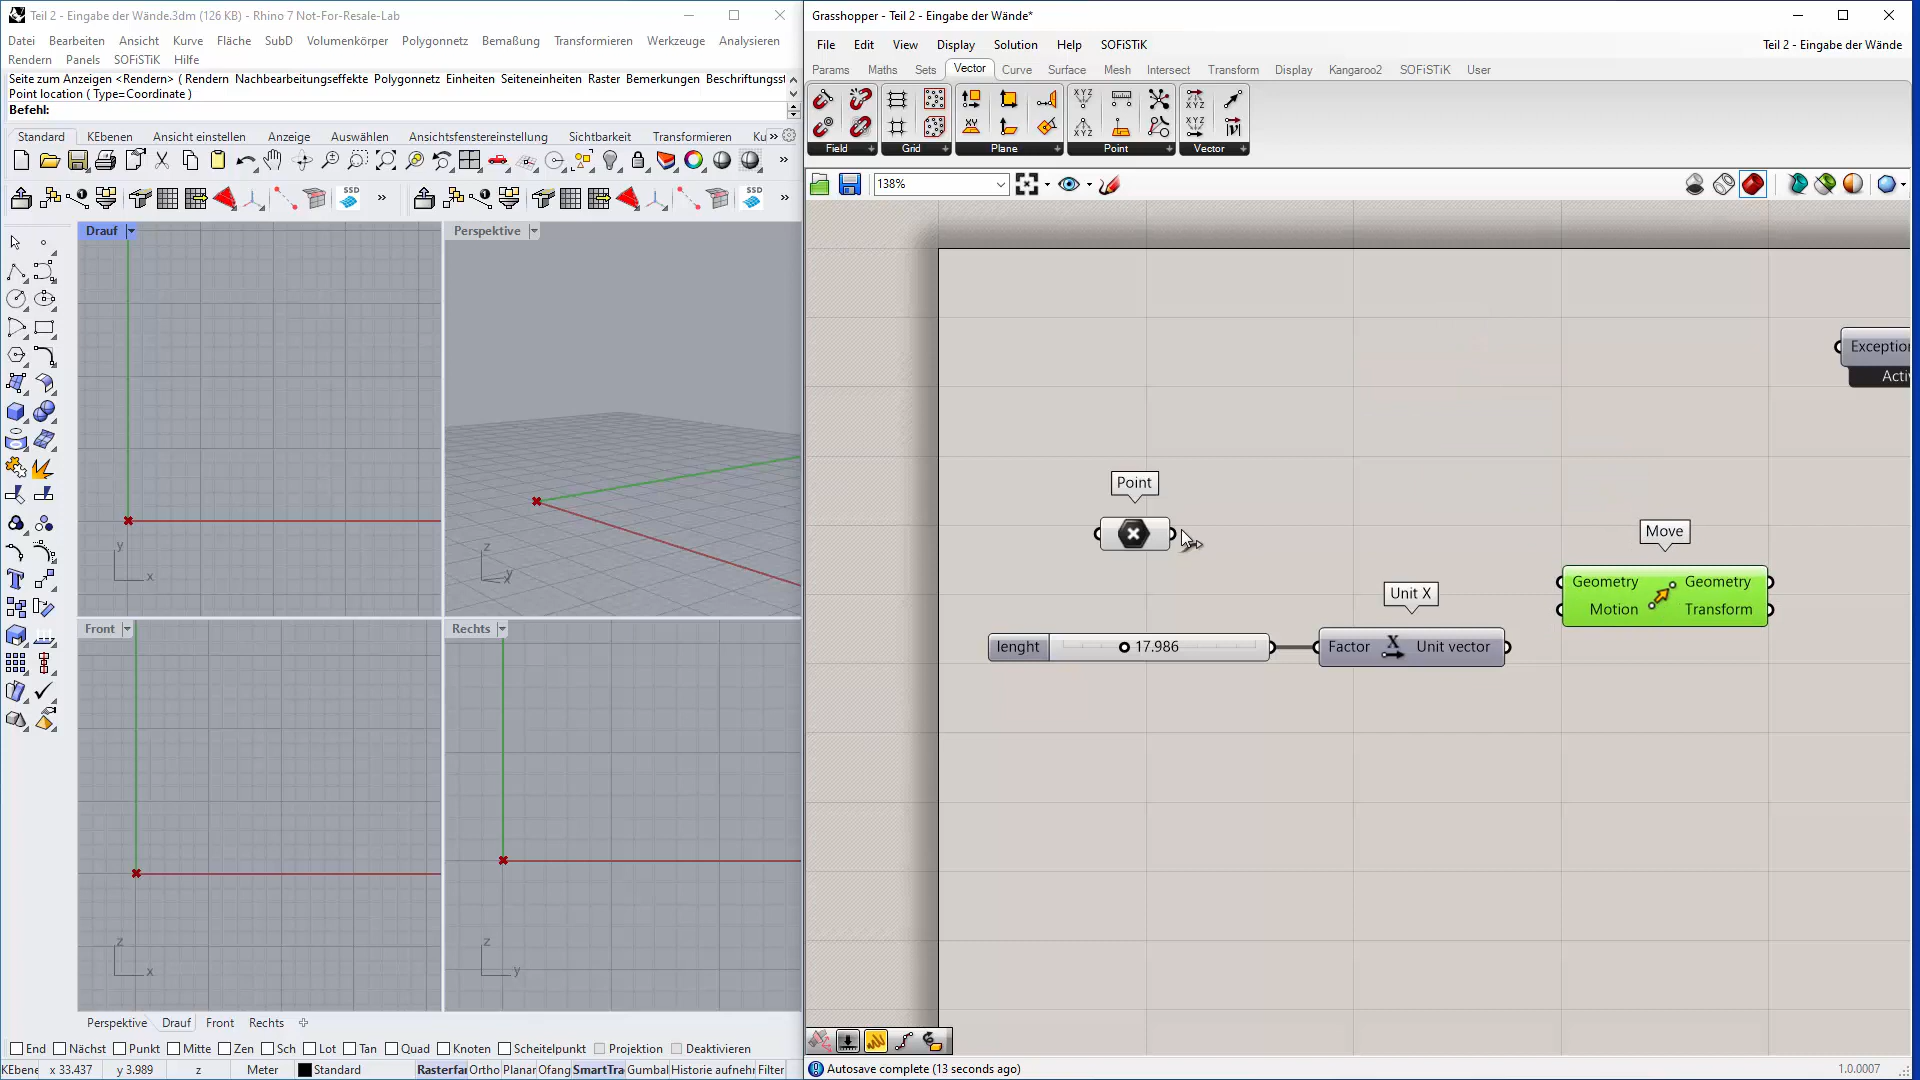 Teil 2 - Eingabe der Wände.3dm (126 KB) - Rhino 7 Not-For-Resale-Lab
Datei Bearbeiten Ansicht Kurve Fläche SubD Volumenkörper Polygonnetz Bemaßung Transformieren Werkzeuge Analysieren
Rendern Panels SOFiSTiK Hilfe
Seite zum Anzeigen <Rendern> ( Rendern Nachbearbeitungseffekte Polygonnetz Einheiten Seiteneinheiten Raster Bemerkungen Beschriftungsst
Point location ( Type=Coordinate )
Befehl:
Standard KEbenen Ansicht einstellen Anzeige Auswählen Ansichtsfenstereinstellung Sichtbarkeit Transformieren Ku »
SSD » SSD »
Drauf
Perspektive
y
x
z
y
Front
Rechts
z
x
z
y
Perspektive Drauf Front Rechts
End Nächst Punkt Mitte Zen Sch Lot Tan Quad Knoten Scheitelpunkt Projektion Deaktivieren
KEbene x 33.437 y 3.989 z Meter Standard Rasterfar Ortho Planar Ofang SmartTra Gumbal Historie aufnehr Filter
Grasshopper - Teil 2 - Eingabe der Wände*
File Edit View Display Solution Help SOFiSTiK
Teil 2 - Eingabe der Wände
Params Maths Sets Vector Curve Surface Mesh Intersect Transform Display Kangaroo2 SOFiSTiK User
Field Grid Plane Point Vector
138%
Exception
Acti
Point
Move
Geometry Geometry
Motion Transform
Unit X
lenght 17.986
Factor X Unit vector
Autosave complete (13 seconds ago)
1.0.0007